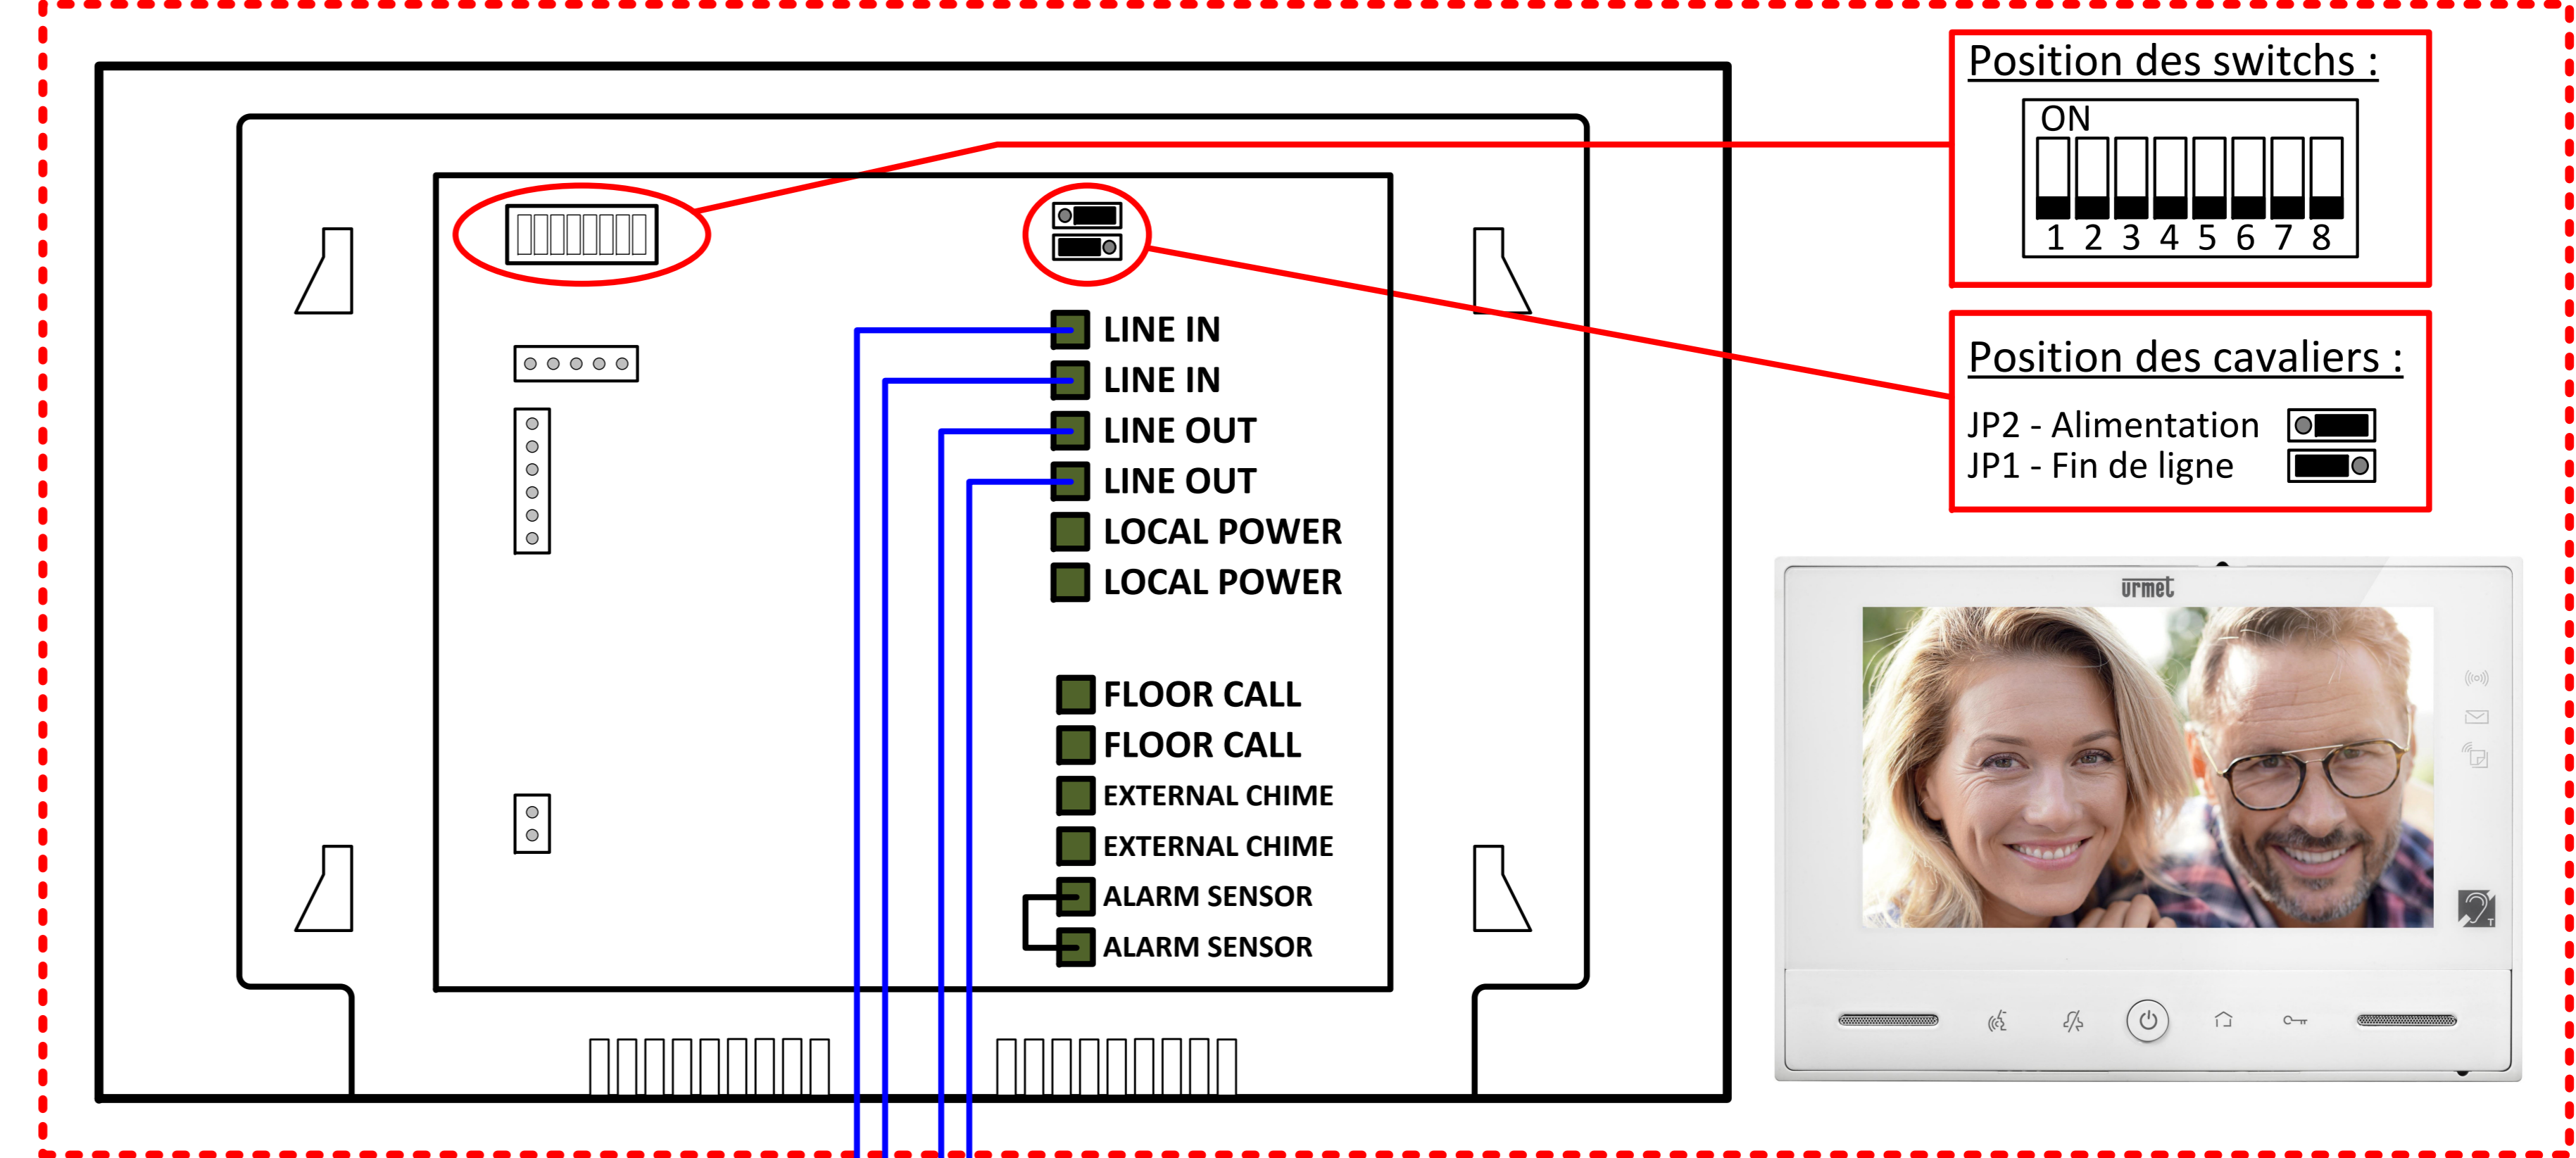 Position des switchs :
ON
1 2 3 4 5 6 7 8
Position des cavaliers :
JP2 - Alimentation
JP1 - Fin de ligne
LINE IN
LINE IN
LINE OUT
LINE OUT
LOCAL POWER
LOCAL POWER
FLOOR CALL
FLOOR CALL
EXTERNAL CHIME
EXTERNAL CHIME
ALARM SENSOR
ALARM SENSOR
urmet
T